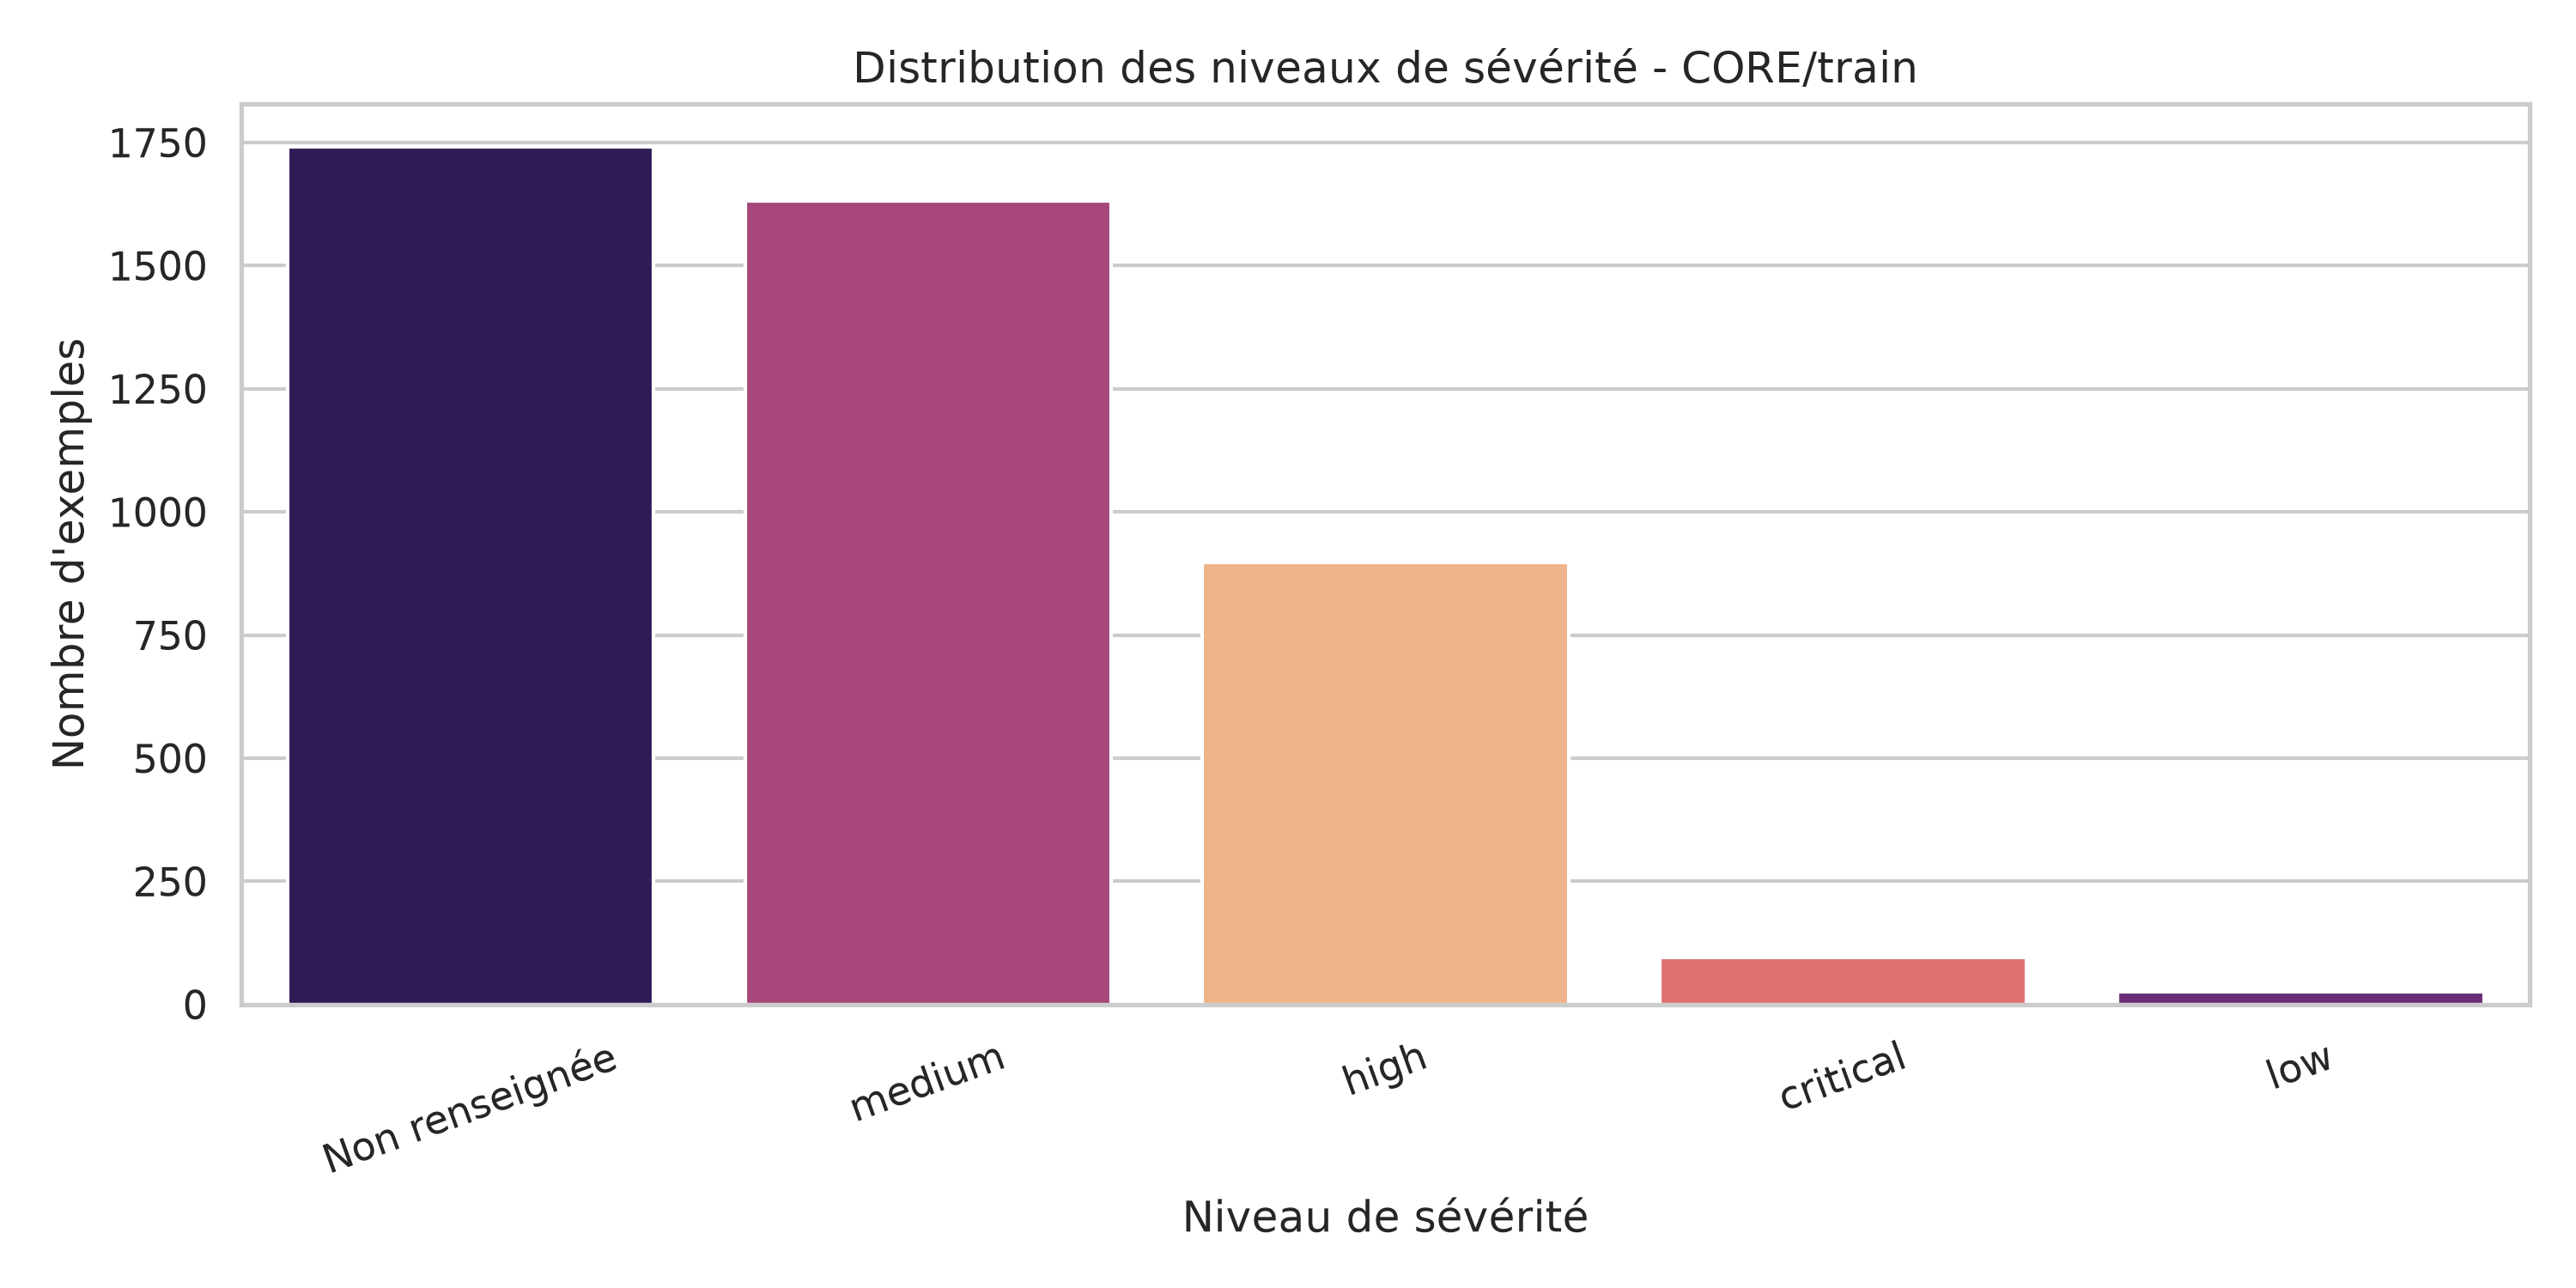 Distribution des niveaux de sévérité - CORE/train
Nombre d'exemples
1750
1500
1250
1000
750
500
250
0
Non renseignée
medium
high
critical
low
Niveau de sévérité